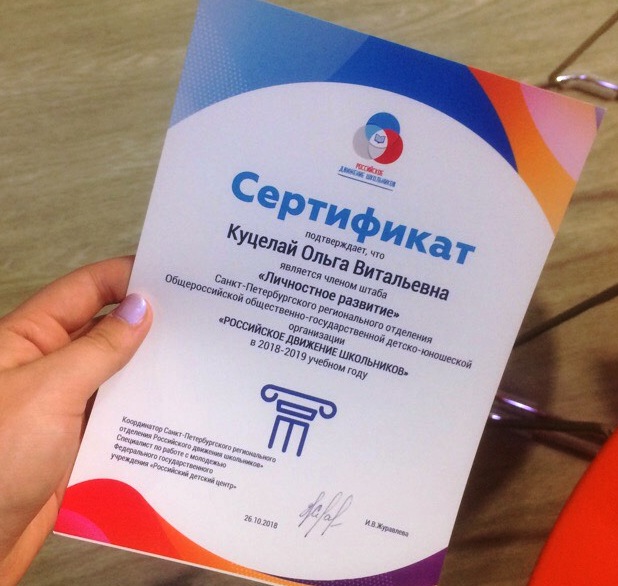 РОССИЙСКОЕ
ДВИЖЕНИЕ ШКОЛЬНИКОВ
Сертификат
подтверждает, что
Куцелай Ольга Витальевна
является членом штаба
«Личностное развитие»
Санкт-Петербургского регионального отделения
Общероссийской общественно-государственной детско-юношеской
организации
«РОССИЙСКОЕ ДВИЖЕНИЕ ШКОЛЬНИКОВ»
в 2018-2019 учебном году
Координатор Санкт-Петербургского регионального
отделения Российского движения школьников»
Специалист по работе с молодежью
Федерального государственного
учреждения «Российский детский центр»
26.10.2018
И.В.Журавлева